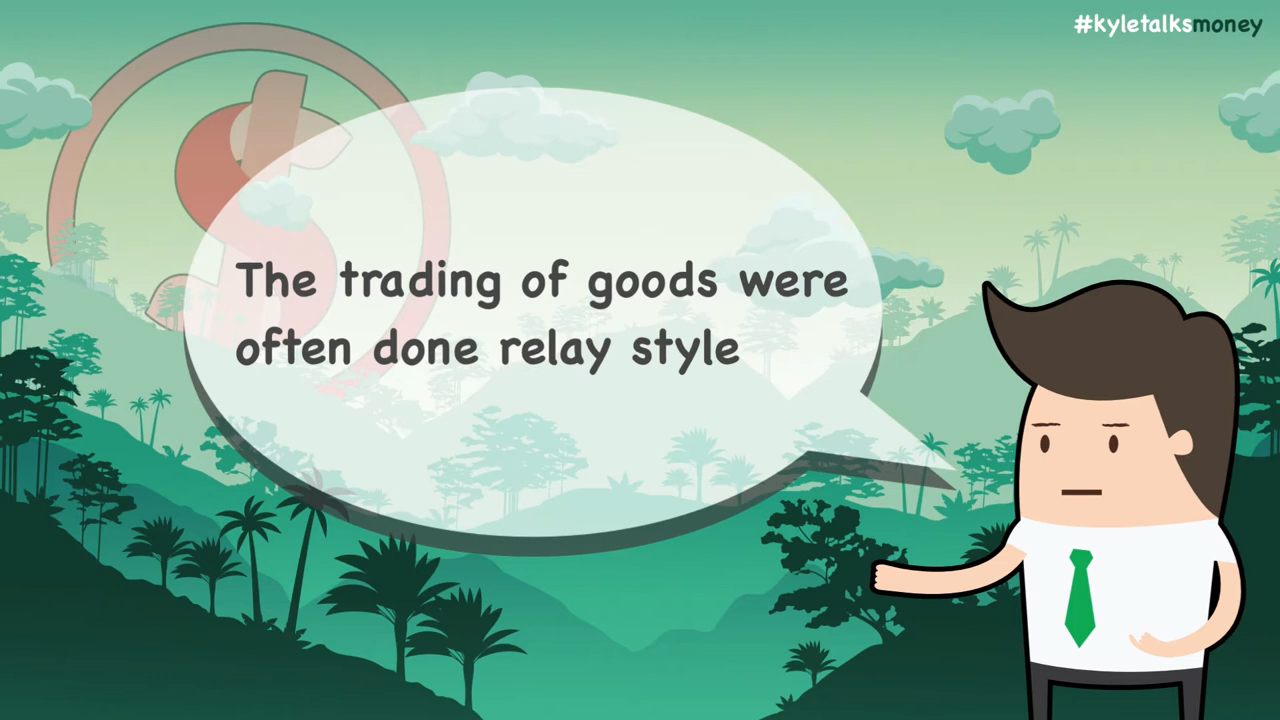 #kyletalksmoney
The trading of goods were
often done relay style